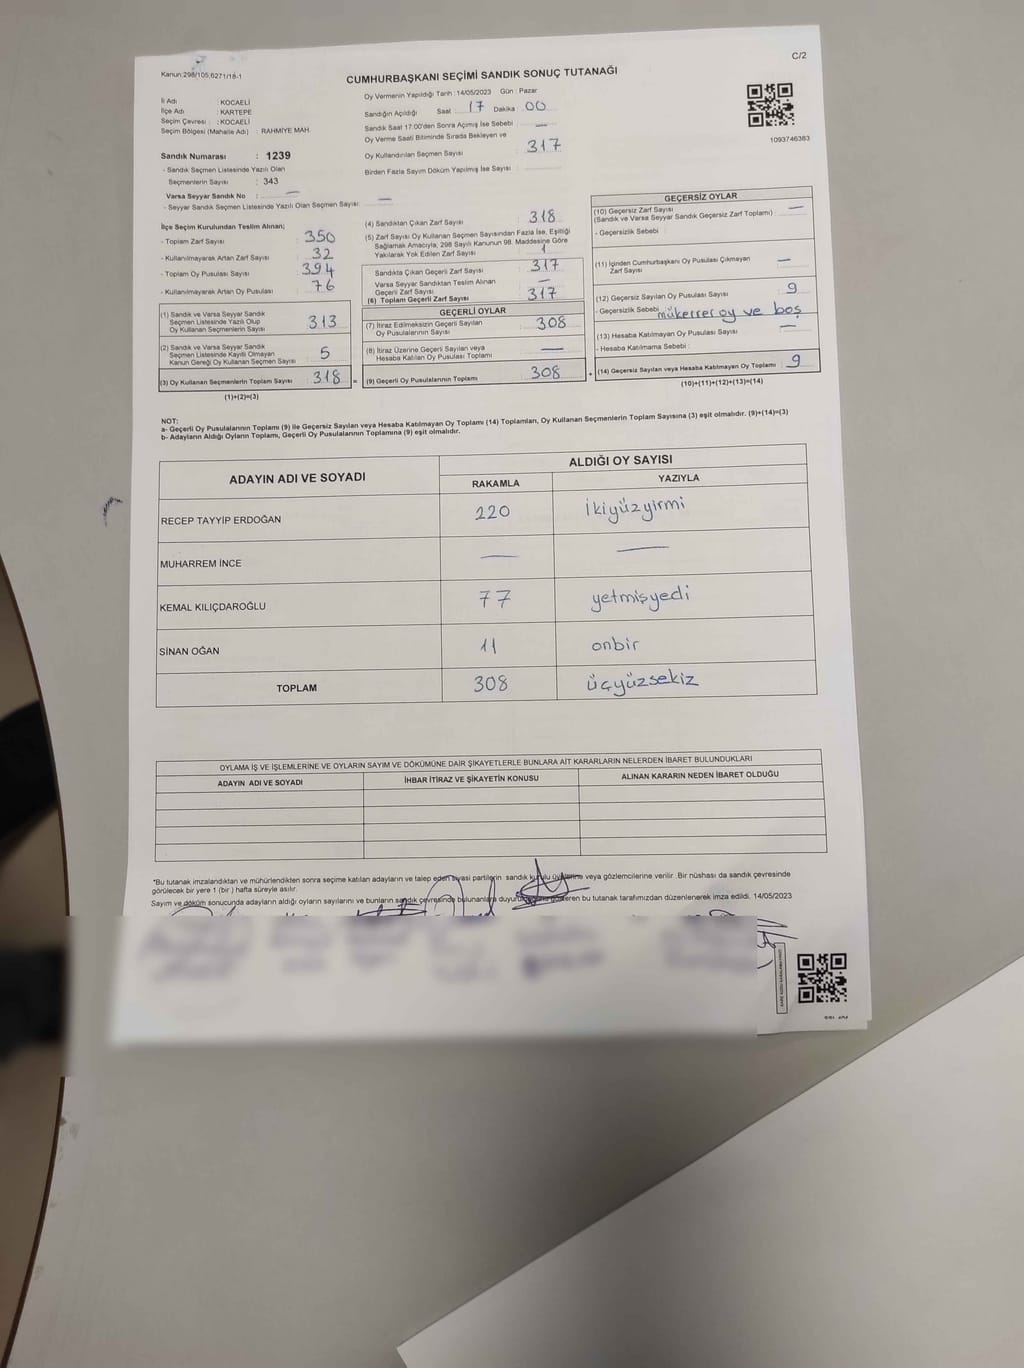 Kanun:298/105,6271/18-1
C/2
CUMHURBAŞKANI SEÇİMİ SANDIK SONUÇ TUTANAĞI
İl Adı : KOCAELİ
İlçe Adı : KARTEPE
Seçim Çevresi : KOCAELİ
Seçim Bölgesi (Mahalle Adı) : RAHMİYE MAH.
Sandık Numarası : 1239
- Sandık Seçmen Listesinde Yazılı Olan
Seçmenlerin Sayısı : 343
Varsa Seyyar Sandık No : —
- Seyyar Sandık Seçmen Listesinde Yazılı Olan Seçmen Sayısı: —
Oy Vermenin Yapıldığı Tarih : 14/05/2023 Gün : Pazar
Sandığın Açıldığı Saat : 17 Dakika : 00
Sandık Saat 17:00'den Sonra Açılmış İse Sebebi : —
Oy Verme Saati Bitiminde Sırada Bekleyen ve
Oy Kullandırılan Seçmen Sayısı : 317
Birden Fazla Sayım Döküm Yapılmış İse Sayısı :
1093746363
İlçe Seçim Kurulundan Teslim Alınan;
- Toplam Zarf Sayısı : 350
- Kullanılmayarak Artan Zarf Sayısı : 32
- Toplam Oy Pusulası Sayısı : 394
- Kullanılmayarak Artan Oy Pusulası : 76
(1) Sandık ve Varsa Seyyar Sandık
Seçmen Listesinde Yazılı Olup
Oy Kullanan Seçmenlerin Sayısı : 313
(2) Sandık ve Varsa Seyyar Sandık
Seçmen Listesinde Kayıtlı Olmayan
Kanun Gereği Oy Kullanan Seçmen Sayısı : 5
(3) Oy Kullanan Seçmenlerin Toplam Sayısı : 318 =
(1)+(2)=(3)
(4) Sandıktan Çıkan Zarf Sayısı : 318
(5) Zarf Sayısı Oy Kullanan Seçmen Sayısından Fazla İse, Eşitliği
Sağlamak Amacıyla, 298 Sayılı Kanunun 98. Maddesine Göre
Yakılarak Yok Edilen Zarf Sayısı : 1
Sandıkta Çıkan Geçerli Zarf Sayısı : 317
Varsa Seyyar Sandıktan Teslim Alınan
Geçerli Zarf Sayısı : —
(6) Toplam Geçerli Zarf Sayısı : 317
GEÇERLİ OYLAR
(7) İtiraz Edilmeksizin Geçerli Sayılan
Oy Pusulalarının Sayısı : 308
(8) İtiraz Üzerine Geçerli Sayılan veya
Hesaba Katılan Oy Pusulası Toplamı : —
(9) Geçerli Oy Pusulalarının Toplamı : 308 +
GEÇERSİZ OYLAR
(10) Geçersiz Zarf Sayısı : —
(Sandık ve Varsa Seyyar Sandık Geçersiz Zarf Toplamı)
- Geçersizlik Sebebi :
(11) İçinden Cumhurbaşkanı Oy Pusulası Çıkmayan
Zarf Sayısı : —
(12) Geçersiz Sayılan Oy Pusulası Sayısı : 9
- Geçersizlik Sebebi : mükerrer oy ve boş
(13) Hesaba Katılmayan Oy Pusulası Sayısı : —
- Hesaba Katılmama Sebebi :
(14) Geçersiz Sayılan veya Hesaba Katılmayan Oy Toplamı : 9
(10)+(11)+(12)+(13)=(14)
NOT:
a- Geçerli Oy Pusulalarının Toplamı (9) ile Geçersiz Sayılan veya Hesaba Katılmayan Oy Toplamı (14) Toplamları, Oy Kullanan Seçmenlerin Toplam Sayısına (3) eşit olmalıdır. (9)+(14)=(3)
b- Adayların Aldığı Oyların Toplamı, Geçerli Oy Pusulalarının Toplamına (9) eşit olmalıdır.
ADAYIN ADI VE SOYADI
ALDIĞI OY SAYISI
RAKAMLA YAZIYLA
RECEP TAYYİP ERDOĞAN 220 ikiyüzyirmi
MUHARREM İNCE — —
KEMAL KILIÇDAROĞLU 77 yetmişyedi
SİNAN OĞAN 11 onbir
TOPLAM 308 üçyüzsekiz
OYLAMA İŞ VE İŞLEMLERİNE VE OYLARIN SAYIM VE DÖKÜMÜNE DAİR ŞİKAYETLERLE BUNLARA AİT KARARLARIN NELERDEN İBARET BULUNDUKLARI
ADAYIN ADI VE SOYADI İHBAR İTİRAZ VE ŞİKAYETİN KONUSU ALINAN KARARIN NEDEN İBARET OLDUĞU
*Bu tutanak imzalandıktan ve mühürlendikten sonra seçime katılan adayların ve talep eden siyasi partilerin sandık kurulu üyelerine veya gözlemcilerine verilir. Bir nüshası da sandık çevresinde
görülecek bir yere 1 (bir) hafta süreyle asılır.
Sayım ve döküm sonucunda adayların aldığı oyların sayılarını ve bunların sandık çevresinde bulunanlara duyurulduğunu gösteren bu tutanak tarafımızdan düzenlenerek imza edildi. 14/05/2023